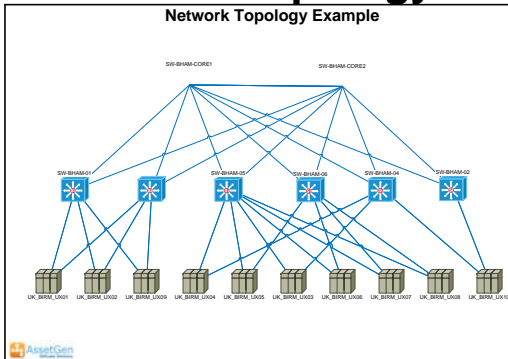 Network Topology Example
SW-BHAM-CORE1
SW-BHAM-CORE2
SW-BHAM-01
SW-BHAM-05
SW-BHAM-06
SW-BHAM-04
SW-BHAM-02
UK_BIRM_UX01
UK_BIRM_UX02
UK_BIRM_UX09
UK_BIRM_UX04
UK_BIRM_UX05
UK_BIRM_UX03
UK_BIRM_UX06
UK_BIRM_UX07
UK_BIRM_UX08
UK_BIRM_UX10
AssetGen